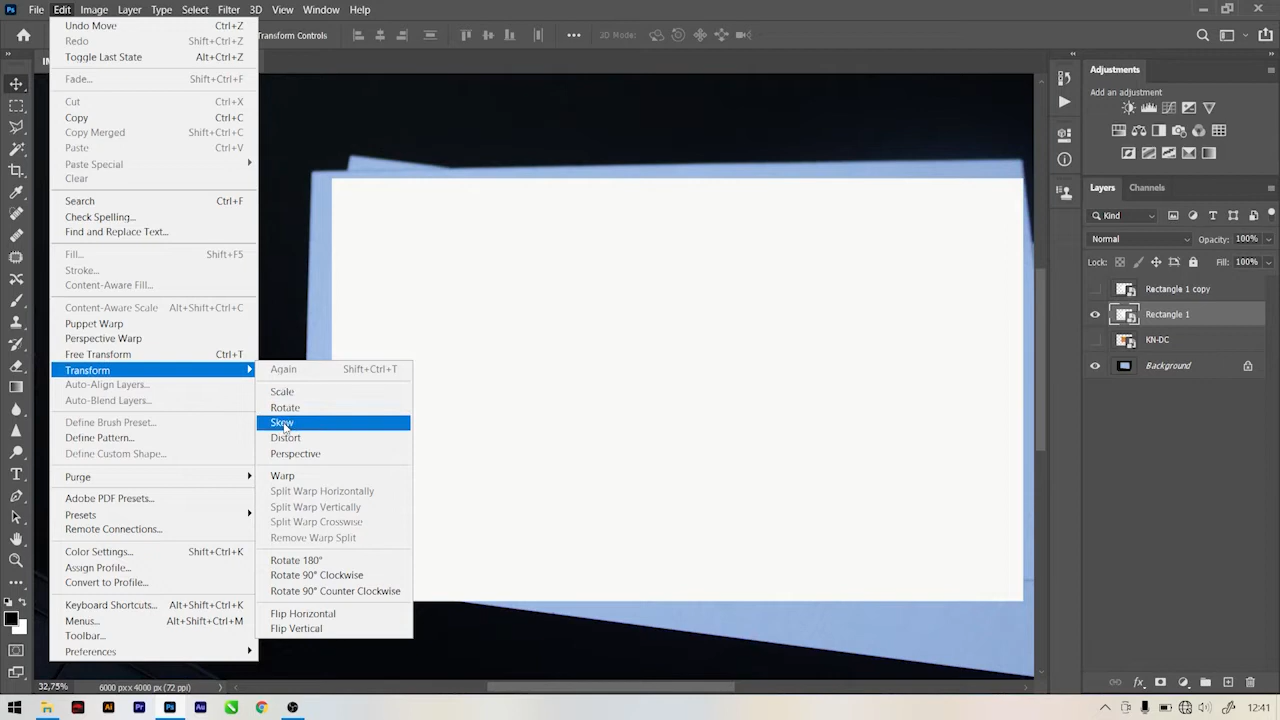 Ps File Edit Image Layer Type Select Filter 3D View Window Help
Transform Controls 3D Mode:
Undo Move Ctrl+Z
Redo Shift+Ctrl+Z
Toggle Last State Alt+Ctrl+Z
Fade... Shift+Ctrl+F
Cut Ctrl+X
Copy Ctrl+C
Copy Merged Shift+Ctrl+C
Paste Ctrl+V
Paste Special
Clear
Search Ctrl+F
Check Spelling...
Find and Replace Text...
Fill... Shift+F5
Stroke...
Content-Aware Fill...
Content-Aware Scale Alt+Shift+Ctrl+C
Puppet Warp
Perspective Warp
Free Transform Ctrl+T
Transform
Auto-Align Layers...
Auto-Blend Layers...
Define Brush Preset...
Define Pattern...
Define Custom Shape...
Purge
Adobe PDF Presets...
Presets
Remote Connections...
Color Settings... Shift+Ctrl+K
Assign Profile...
Convert to Profile...
Keyboard Shortcuts... Alt+Shift+Ctrl+K
Menus... Alt+Shift+Ctrl+M
Toolbar...
Preferences
Again Shift+Ctrl+T
Scale
Rotate
Skew
Distort
Perspective
Warp
Split Warp Horizontally
Split Warp Vertically
Split Warp Crosswise
Remove Warp Split
Rotate 180°
Rotate 90° Clockwise
Rotate 90° Counter Clockwise
Flip Horizontal
Flip Vertical
Adjustments
Add an adjustment
Layers Channels
Kind
Normal Opacity: 100%
Lock: Fill: 100%
Rectangle 1 copy
Rectangle 1
KN-DC
Background
fx
32,75% 6000 px x 4000 px (72 ppi)
Ai Pr Ps Au
12:41